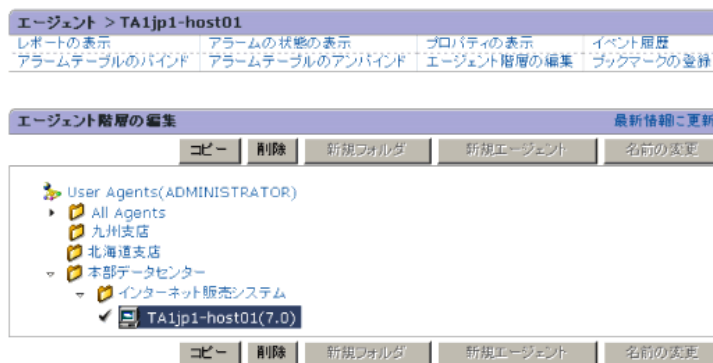 エージェント > TA1jp1-host01
レポートの表示 アラームの状態の表示 プロパティの表示 イベント履歴
アラームテーブルのバインド アラームテーブルのアンバインド エージェント階層の編集 ブックマークの登録
エージェント階層の編集 最新情報に更新
コピー 削除 新規フォルダ 新規エージェント 名前の変更
User Agents(ADMINISTRATOR)
All Agents
九州支店
北海道支店
本部データセンター
インターネット販売システム
TA1jp1-host01(7.0)
コピー 削除 新規フォルダ 新規エージェント 名前の変更